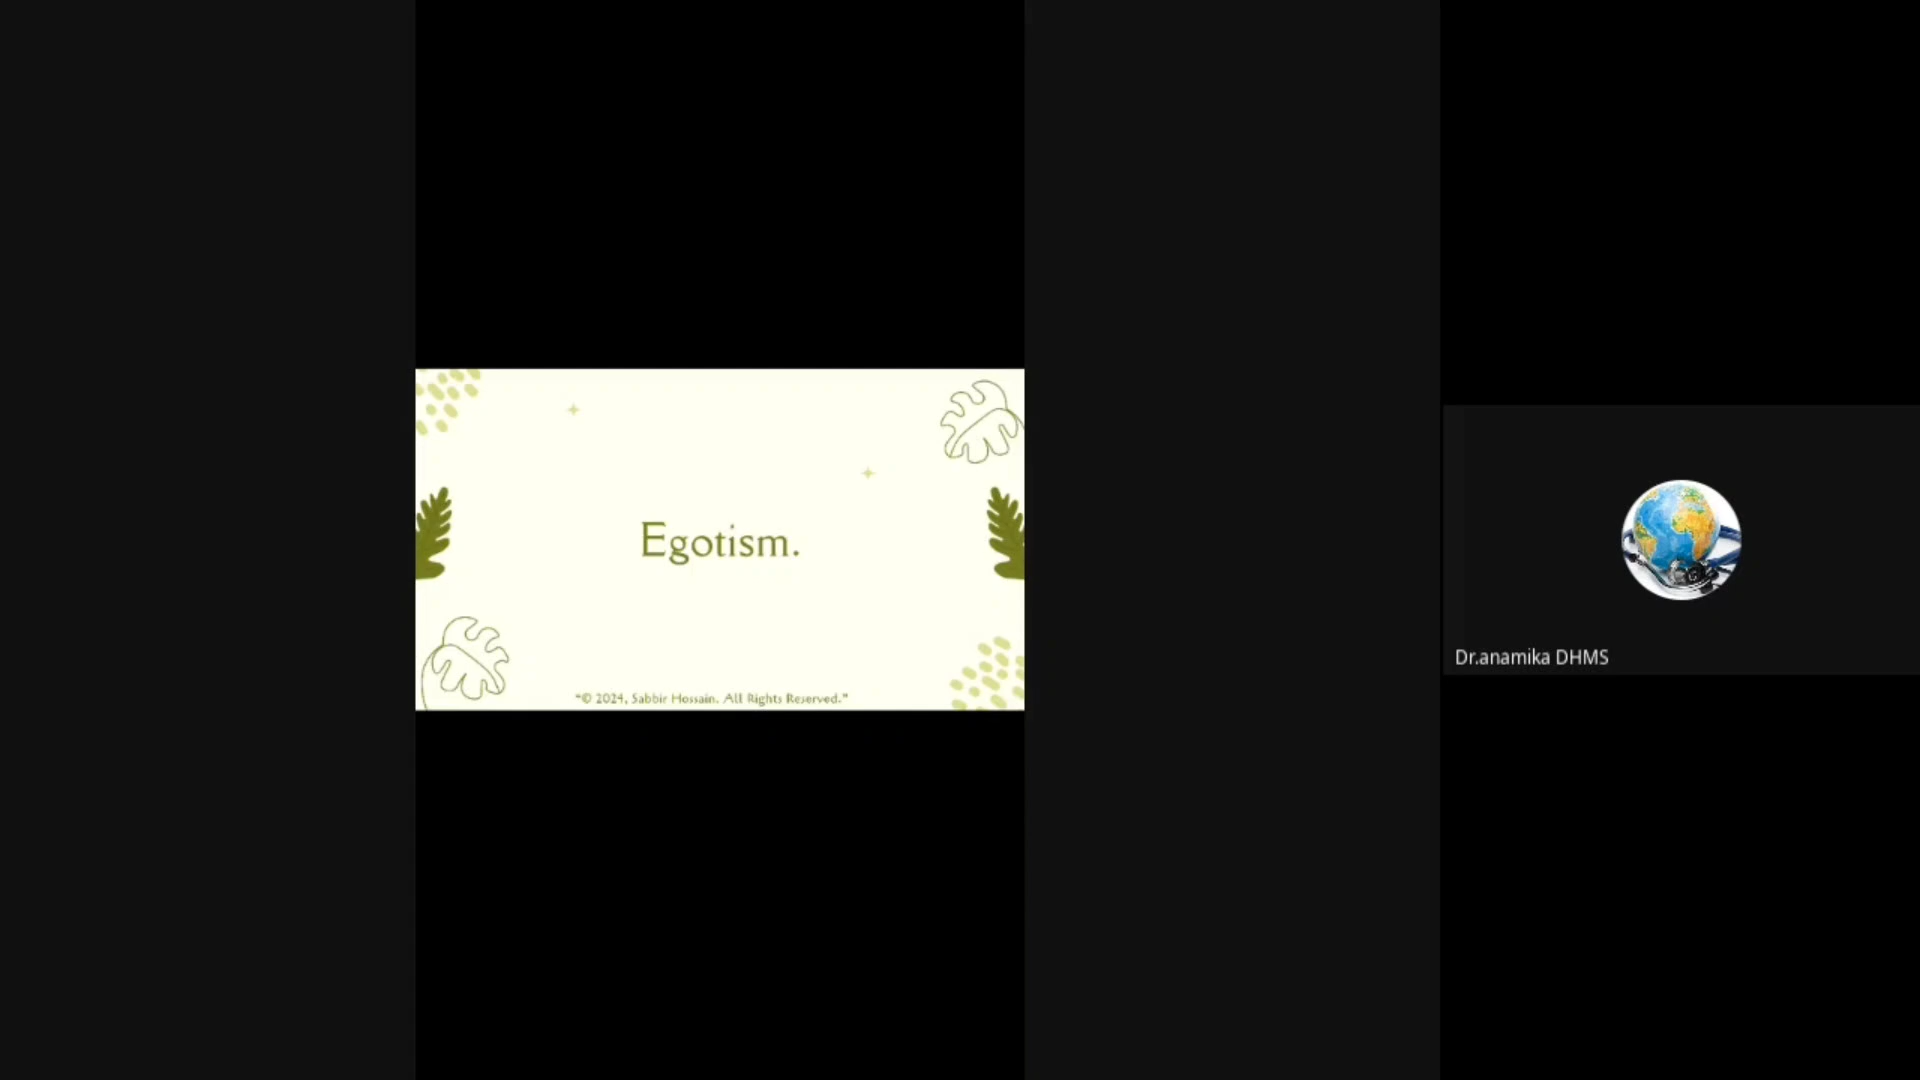 Egotism.
"© 2024, Sabbir Hossain. All Rights Reserved."
Dr.anamika DHMS